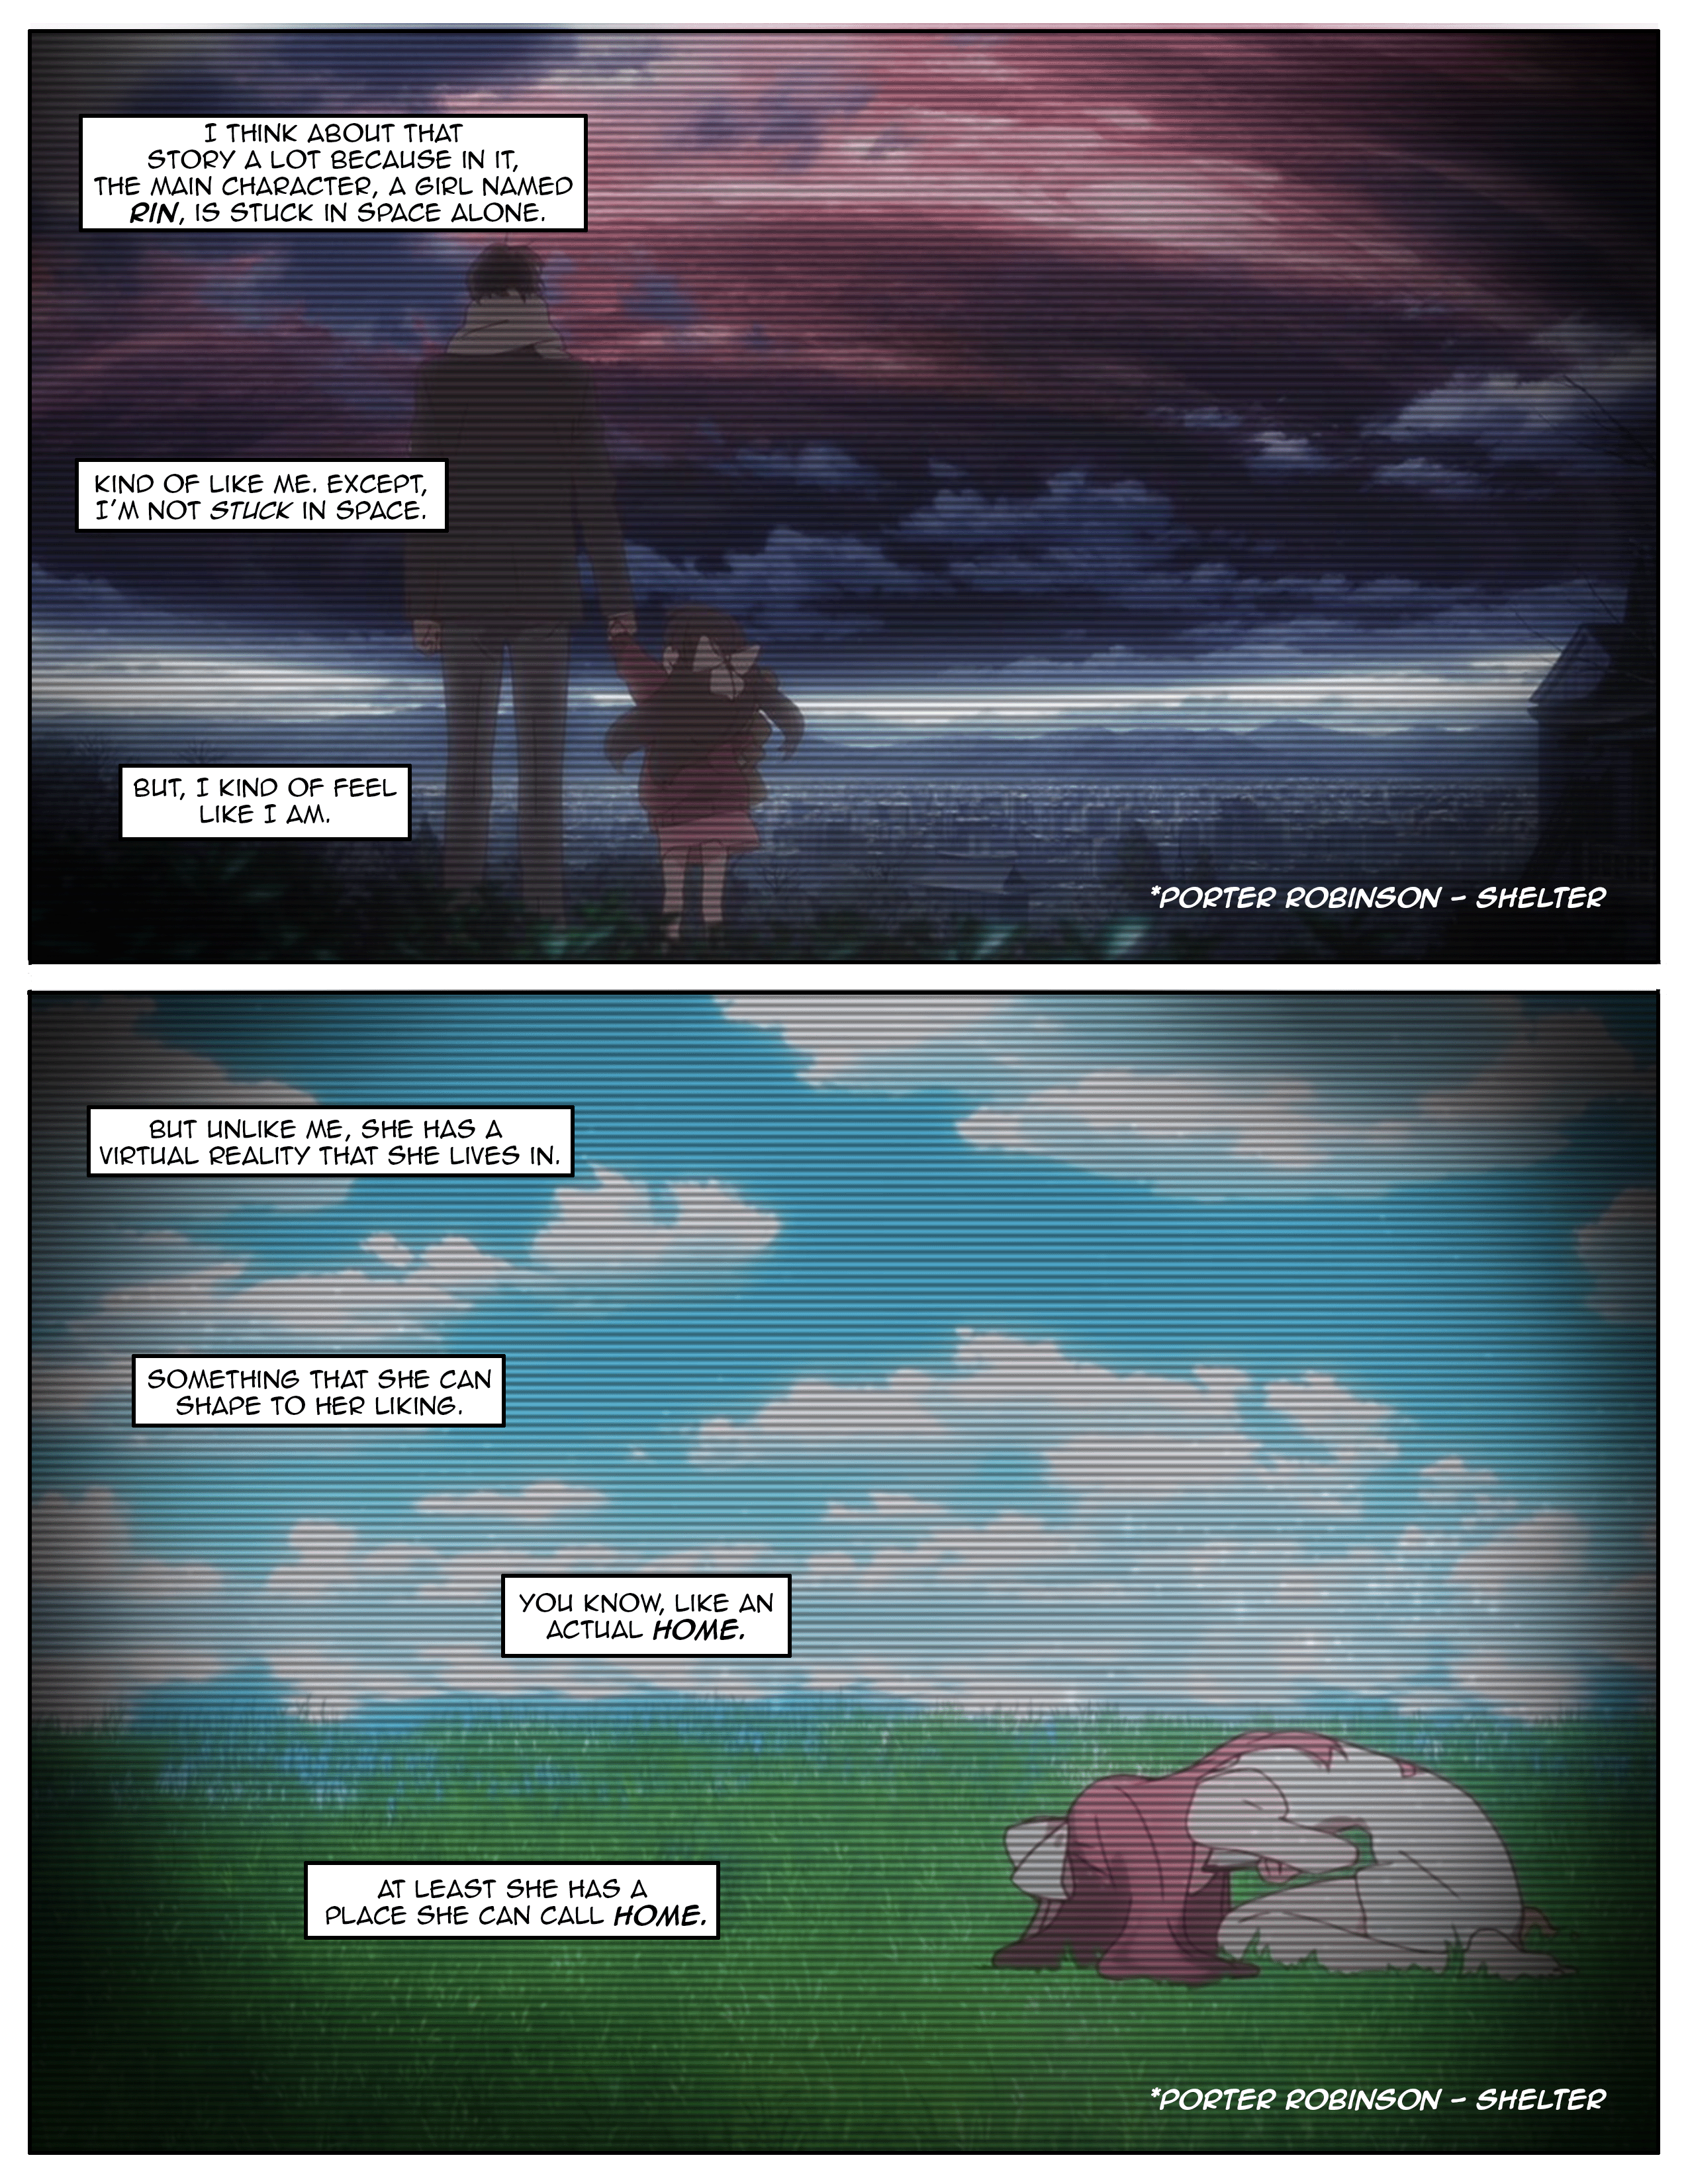 I THINK ABOUT THAT
STORY A LOT BECAUSE IN IT,
THE MAIN CHARACTER, A GIRL NAMED
RIN, IS STUCK IN SPACE ALONE.
KIND OF LIKE ME. EXCEPT,
I'M NOT STUCK IN SPACE.
BUT, I KIND OF FEEL
LIKE I AM.
*PORTER ROBINSON - SHELTER
BUT UNLIKE ME, SHE HAS A
VIRTUAL REALITY THAT SHE LIVES IN.
SOMETHING THAT SHE CAN
SHAPE TO HER LIKING.
YOU KNOW, LIKE AN
ACTUAL HOME.
AT LEAST SHE HAS A
PLACE SHE CAN CALL HOME.
*PORTER ROBINSON - SHELTER